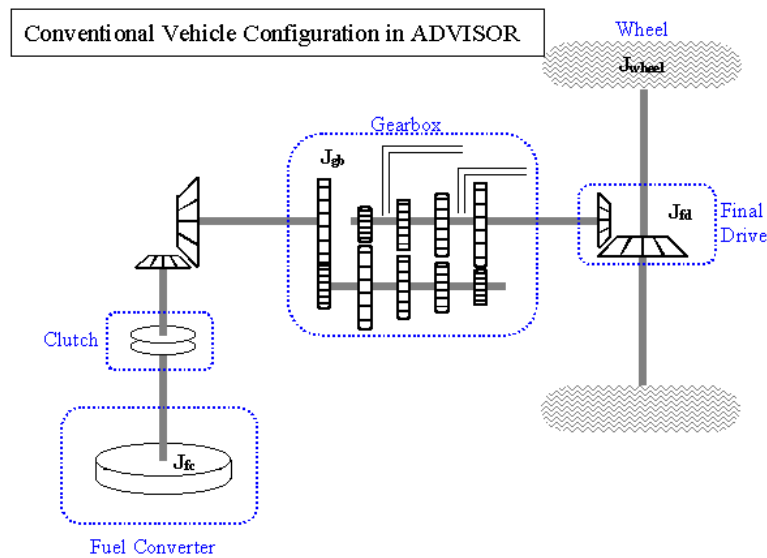 Conventional Vehicle Configuration in ADVISOR
Wheel
Jwheel
Gearbox
Jgb
Jfd
Final
Drive
Clutch
Jfc
Fuel Converter